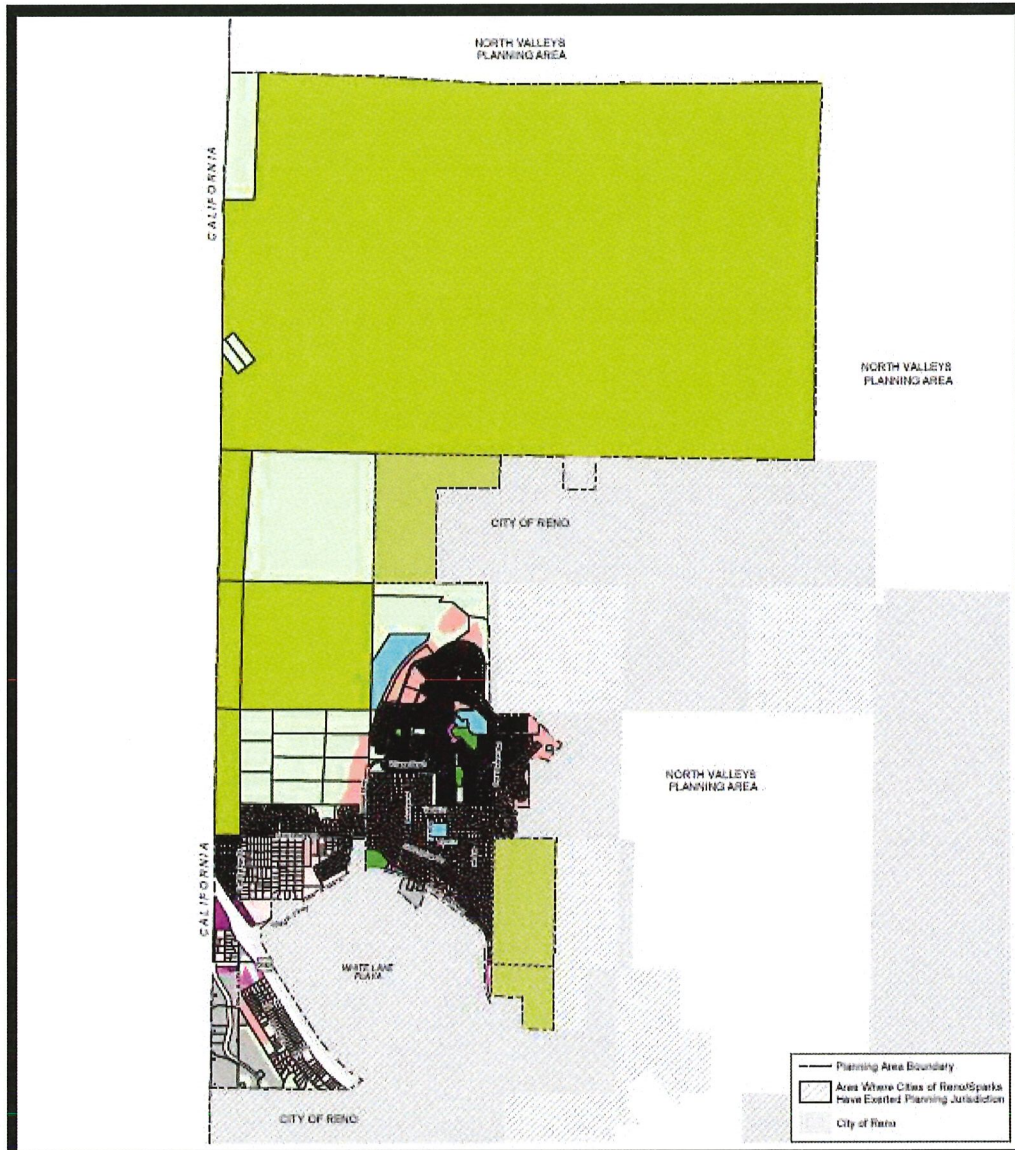 NORTH VALLEYS
PLANNING AREA
CALIFORNIA
NORTH VALLEYS
PLANNING AREA
CITY OF RENO
NORTH VALLEYS
PLANNING AREA
CALIFORNIA
WHITE LAKE
PLAYA
CITY OF RENO
Planning Area Boundary
Area Where Cities of Reno/Sparks
Have Exerted Planning Jurisdiction
City of Reno